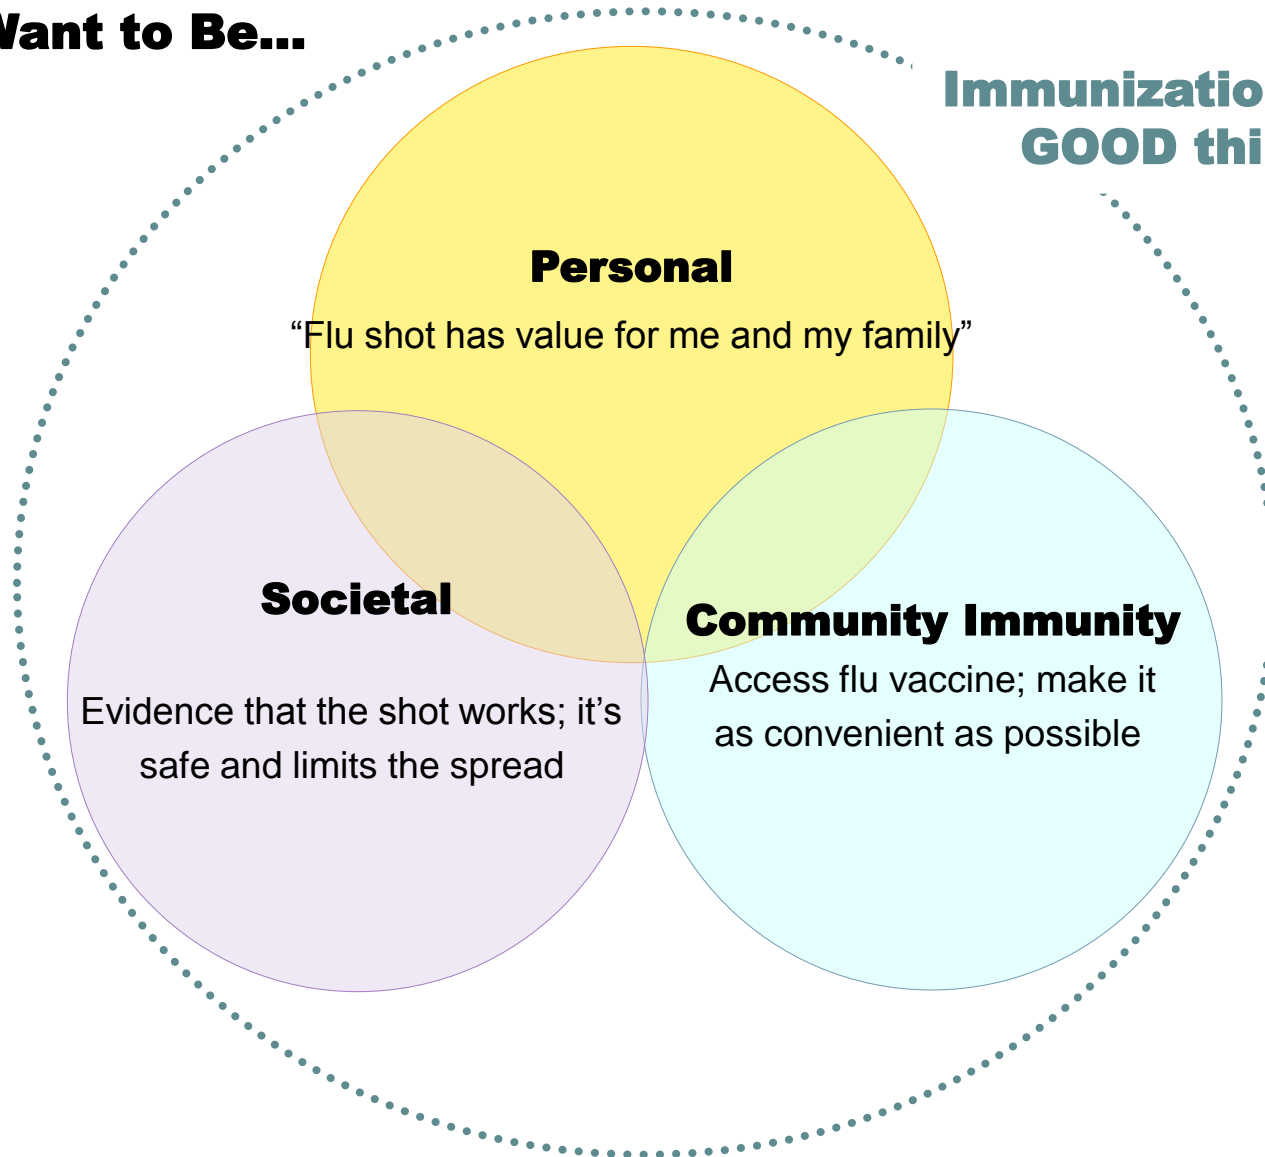 Want to Be...
Immunizatio
GOOD thi
Personal
“Flu shot has value for me and my family”
Societal
Evidence that the shot works; it’s
safe and limits the spread
Community Immunity
Access flu vaccine; make it
as convenient as possible